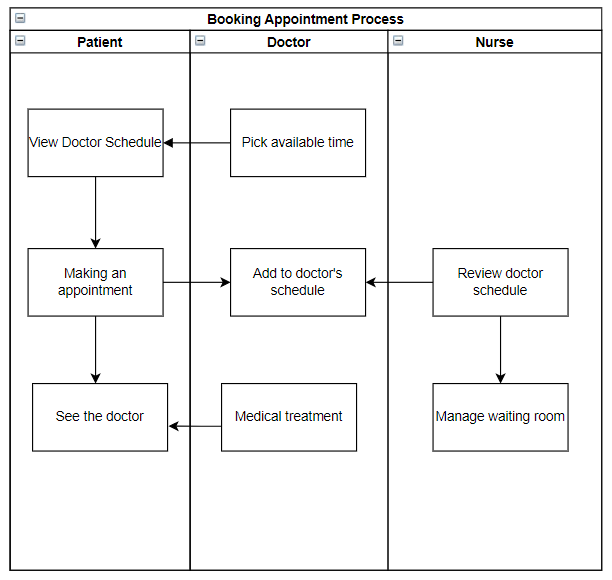 Booking Appointment Process
Patient
Doctor
Nurse
View Doctor Schedule
Pick available time
Making an
appointment
Add to doctor's
schedule
Review doctor
schedule
See the doctor
Medical treatment
Manage waiting room